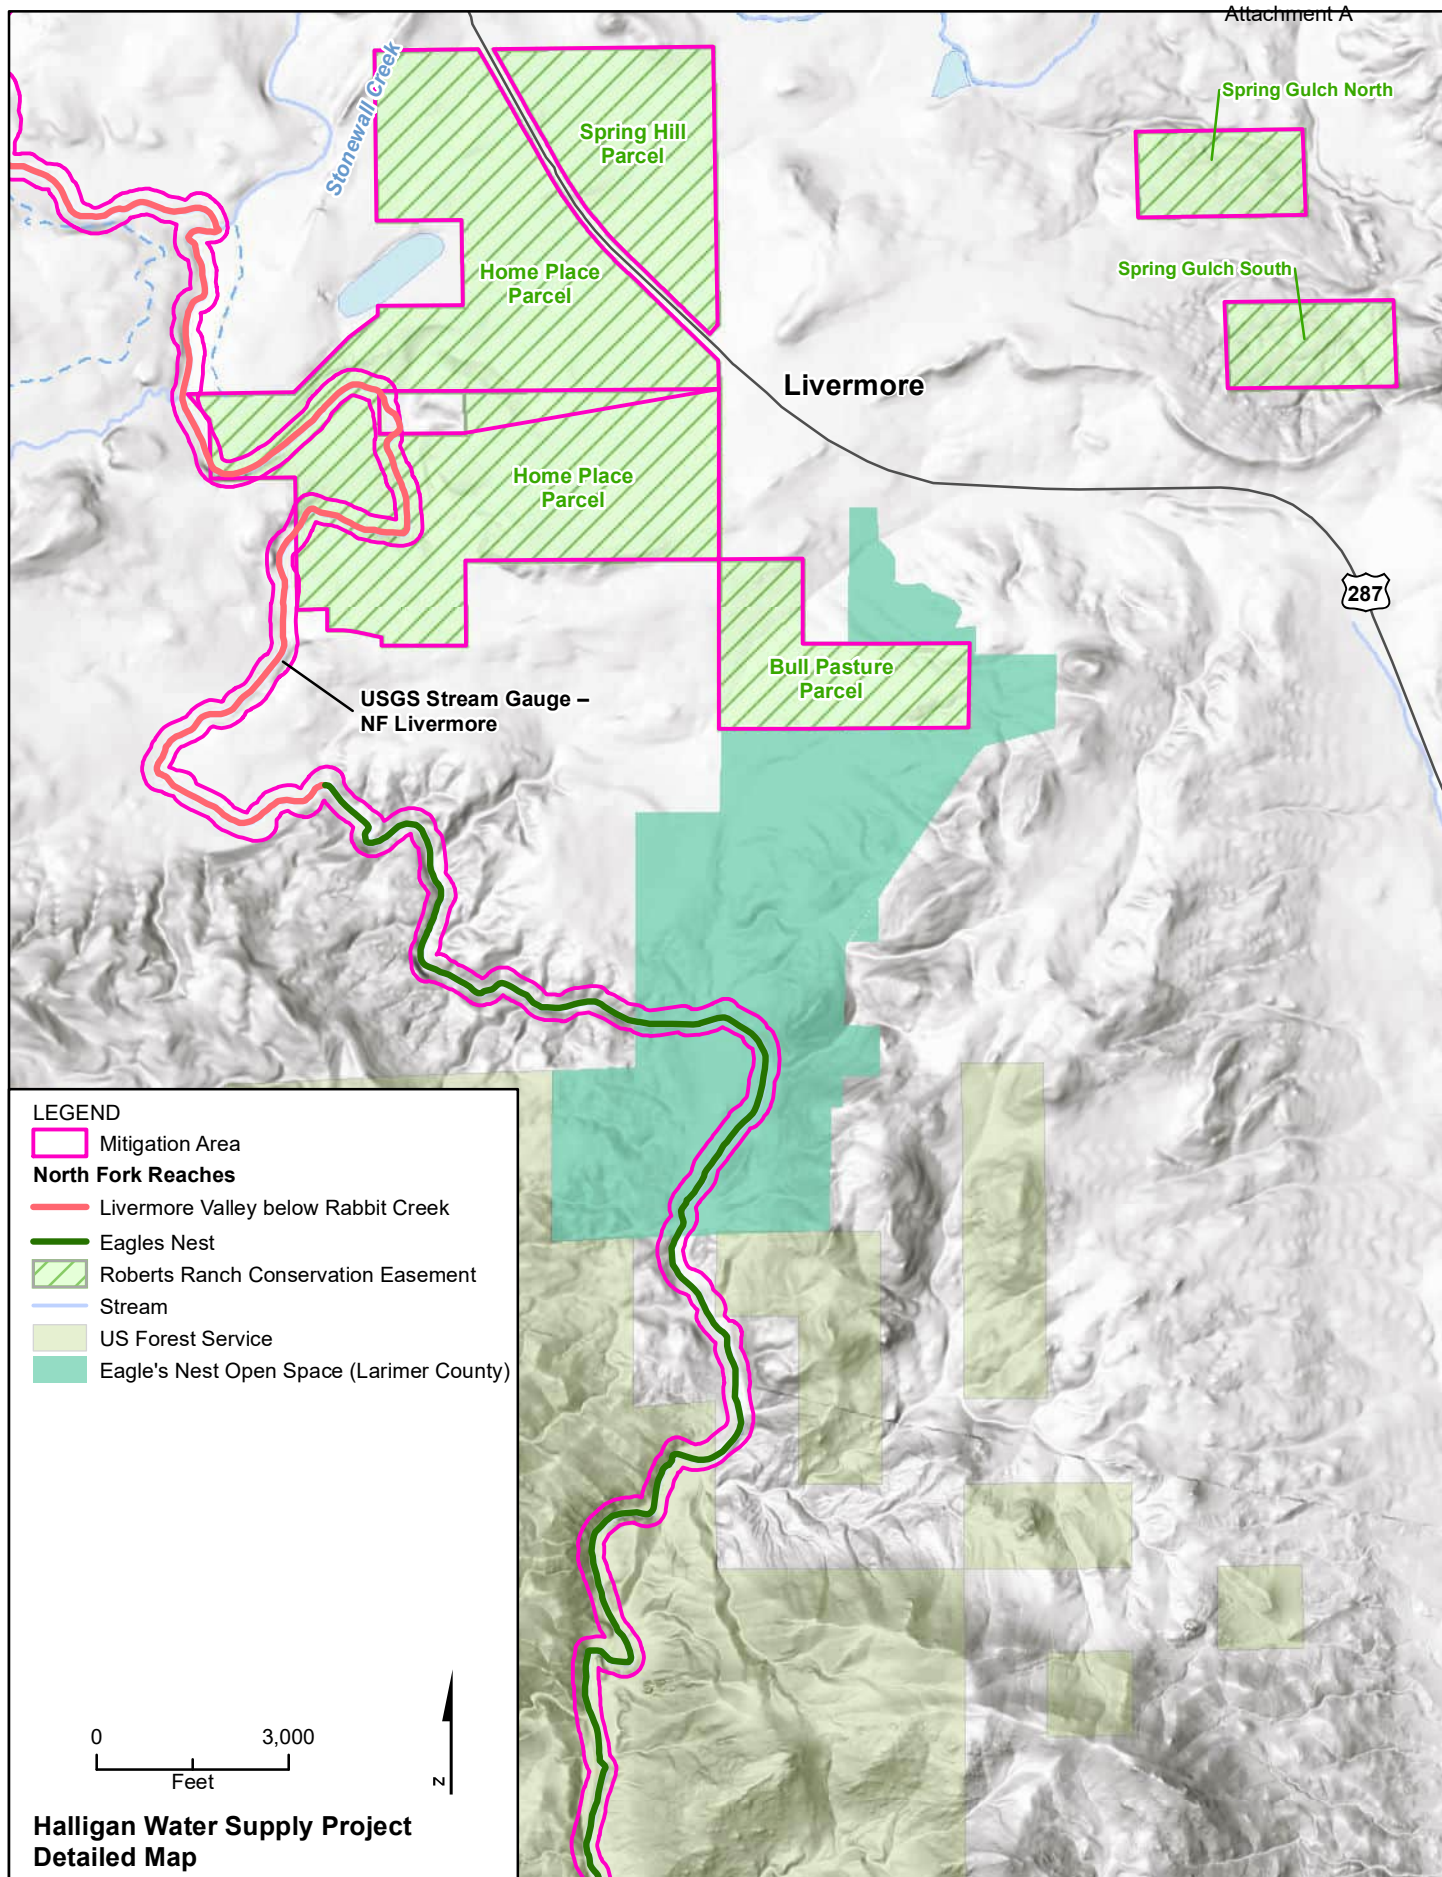 Attachment A
Stonewall Creek
Spring Gulch North
Spring Hill
Parcel
Spring Gulch South
Home Place
Parcel
Livermore
Home Place
Parcel
287
Bull Pasture
Parcel
USGS Stream Gauge –
NF Livermore
LEGEND
Mitigation Area
North Fork Reaches
Livermore Valley below Rabbit Creek
Eagles Nest
Roberts Ranch Conservation Easement
Stream
US Forest Service
Eagle's Nest Open Space (Larimer County)
0 3,000
Feet
N
Halligan Water Supply Project
Detailed Map